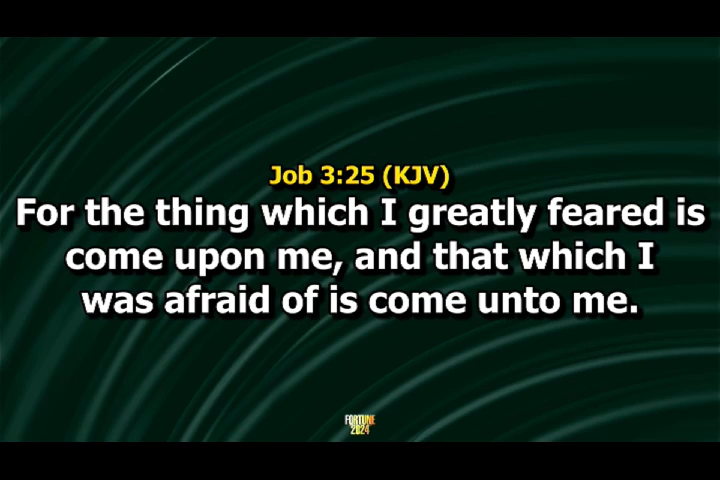 Job 3:25 (KJV)
For the thing which I greatly feared is
come upon me, and that which I
was afraid of is come unto me.
FORTUNE
2024